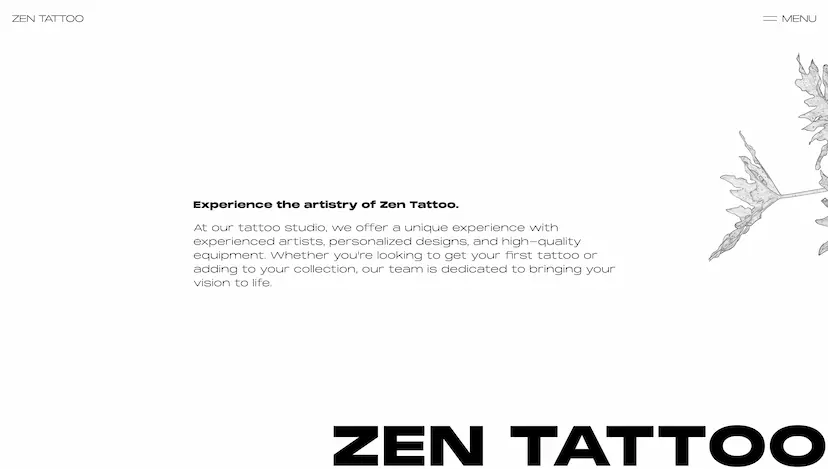 ZEN TATTOO
MENU
Experience the artistry of Zen Tattoo.
At our tattoo studio, we offer a unique experience with
experienced artists, personalized designs, and high-quality
equipment. Whether you're looking to get your first tattoo or
adding to your collection, our team is dedicated to bringing your
vision to life.
ZEN TATTOO